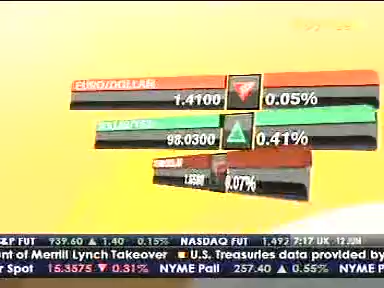 EURO/DOLLAR
1.4100 0.05%
98.0300 0.41%
0.07%
S&P FUT 939.60 ▲ 1.40 0.15% NASDAQ FUT 1,492 7:17 UK 12 JUN
nt of Merrill Lynch Takeover U.S. Treasuries data provided by
r Spot 15.3575 ▼ 0.31% NYME Pall 257.40 ▲ 0.55% NYME